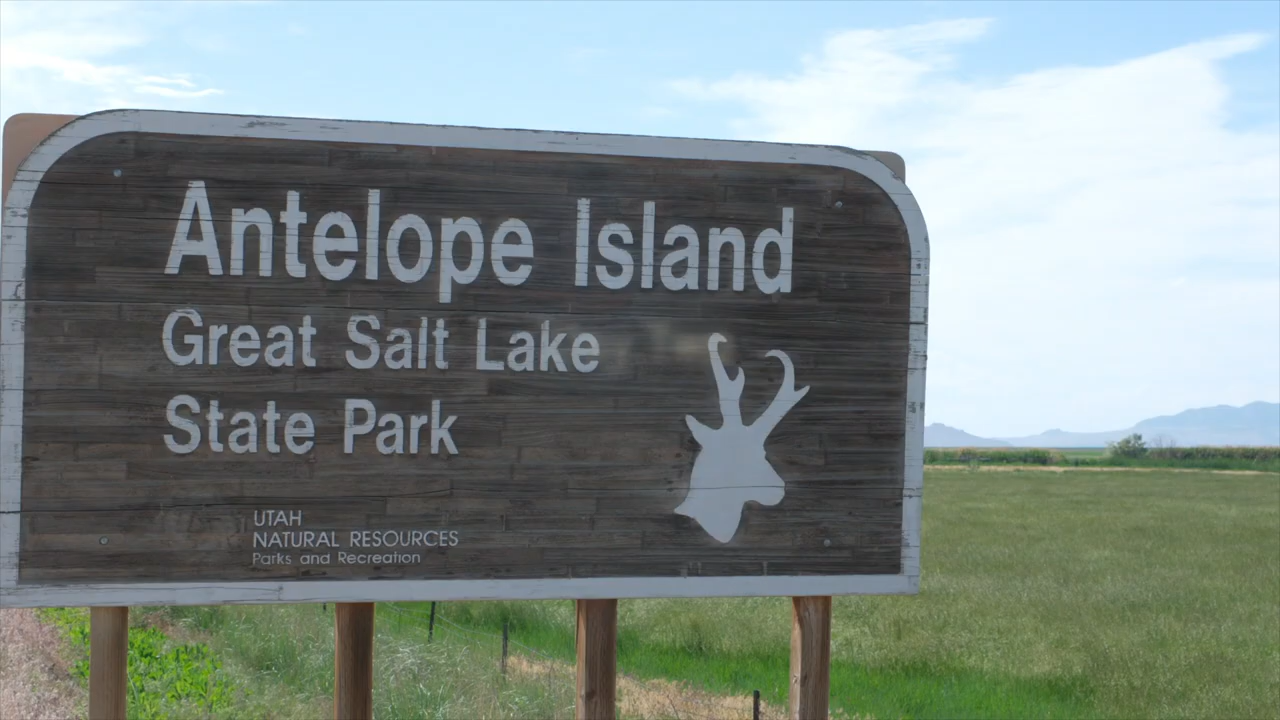 Antelope Island
Great Salt Lake
State Park
UTAH
NATURAL RESOURCES
Parks and Recreation